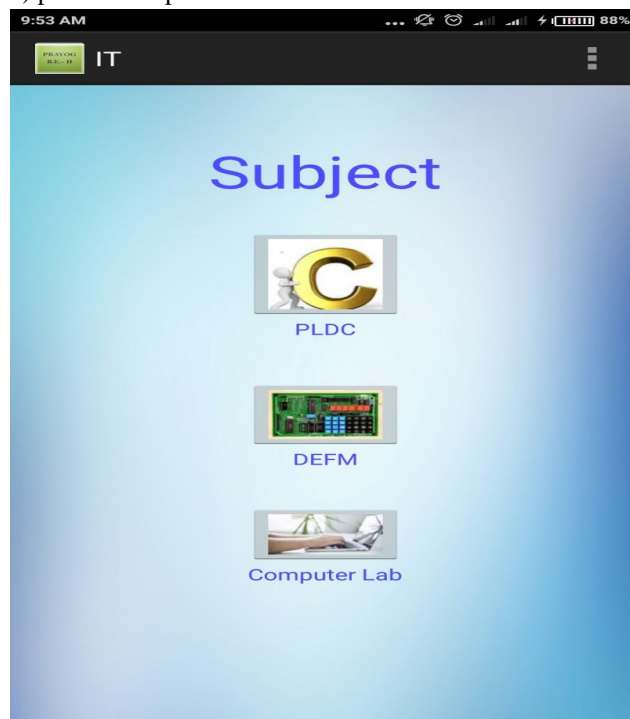 9:53 AM
88%
PRAYOG
B.E.- II
IT
Subject
C
PLDC
DEFM
Computer Lab